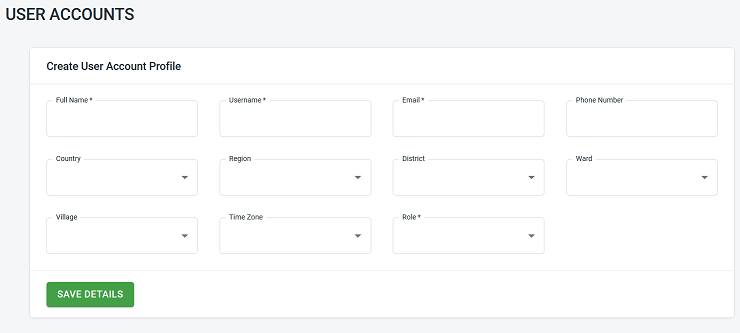 USER ACCOUNTS
Create User Account Profile
Full Name * Username * Email * Phone Number
Country Region District Ward
Village Time Zone Role *
SAVE DETAILS